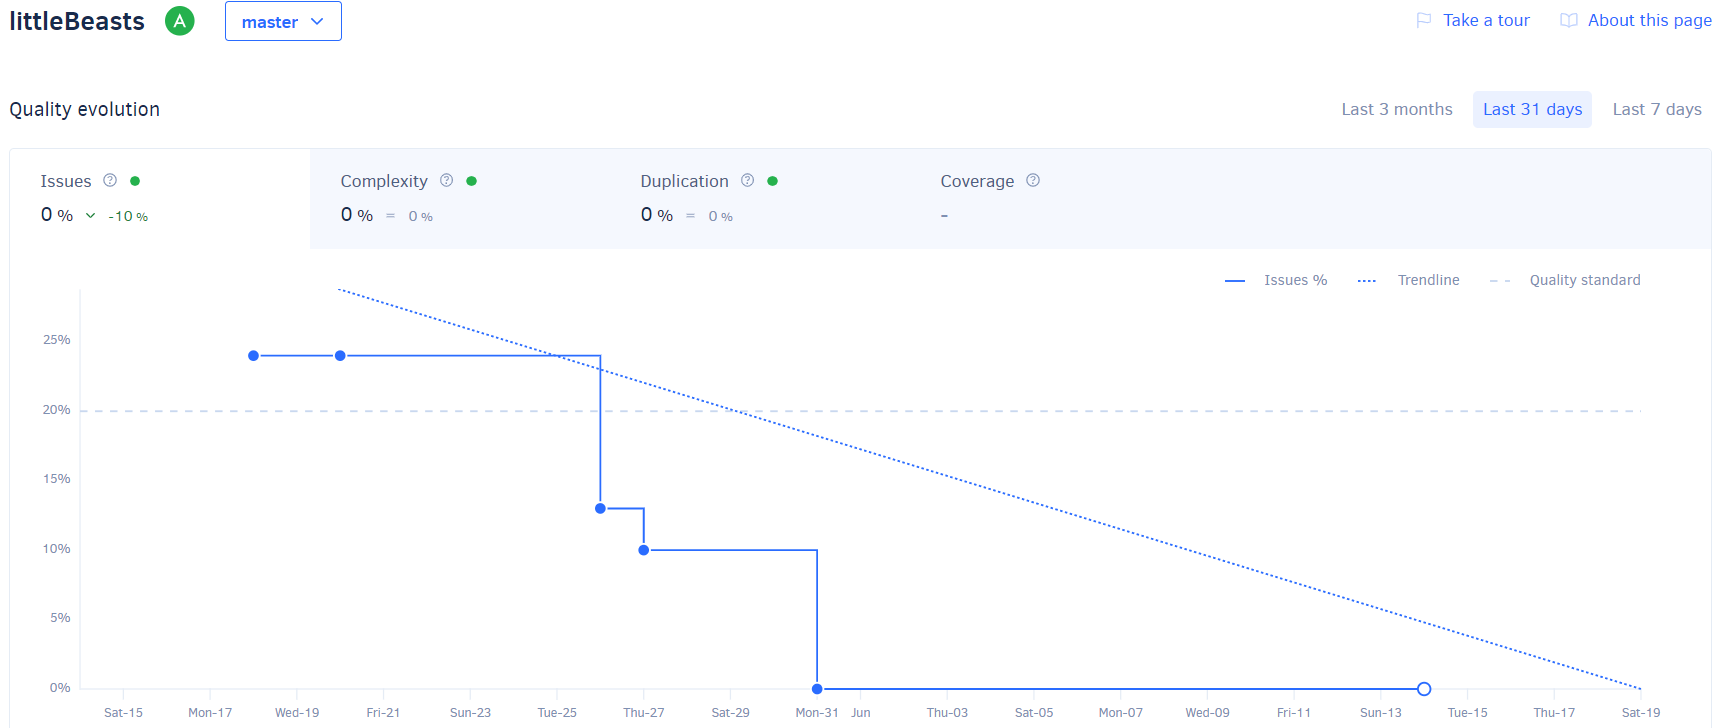 littleBeasts A master Take a tour About this page
Quality evolution Last 3 months Last 31 days Last 7 days
Issues Complexity Duplication Coverage
0 % -10 % 0 % = 0 % 0 % = 0 % -
Issues % Trendline Quality standard
25%
20%
15%
10%
5%
0%
Sat-15 Mon-17 Wed-19 Fri-21 Sun-23 Tue-25 Thu-27 Sat-29 Mon-31 Jun Thu-03 Sat-05 Mon-07 Wed-09 Fri-11 Sun-13 Tue-15 Thu-17 Sat-19